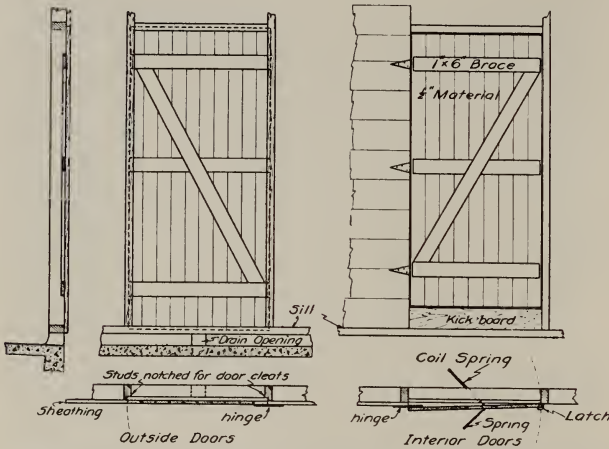 1"x6" Brace
½" Material
Sill
Kick board
Drain Opening
Coil Spring
Studs notched for door cleats
Sheathing
hinge
hinge
Spring
Latch
Outside Doors
Interior Doors